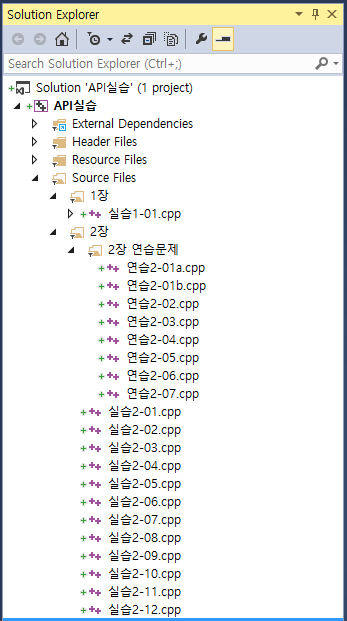 Solution Explorer
Search Solution Explorer (Ctrl+;)
Solution 'API실습' (1 project)
API실습
External Dependencies
Header Files
Resource Files
Source Files
1장
실습1-01.cpp
2장
2장 연습문제
연습2-01a.cpp
연습2-01b.cpp
연습2-02.cpp
연습2-03.cpp
연습2-04.cpp
연습2-05.cpp
연습2-06.cpp
연습2-07.cpp
실습2-01.cpp
실습2-02.cpp
실습2-03.cpp
실습2-04.cpp
실습2-05.cpp
실습2-06.cpp
실습2-07.cpp
실습2-08.cpp
실습2-09.cpp
실습2-10.cpp
실습2-11.cpp
실습2-12.cpp